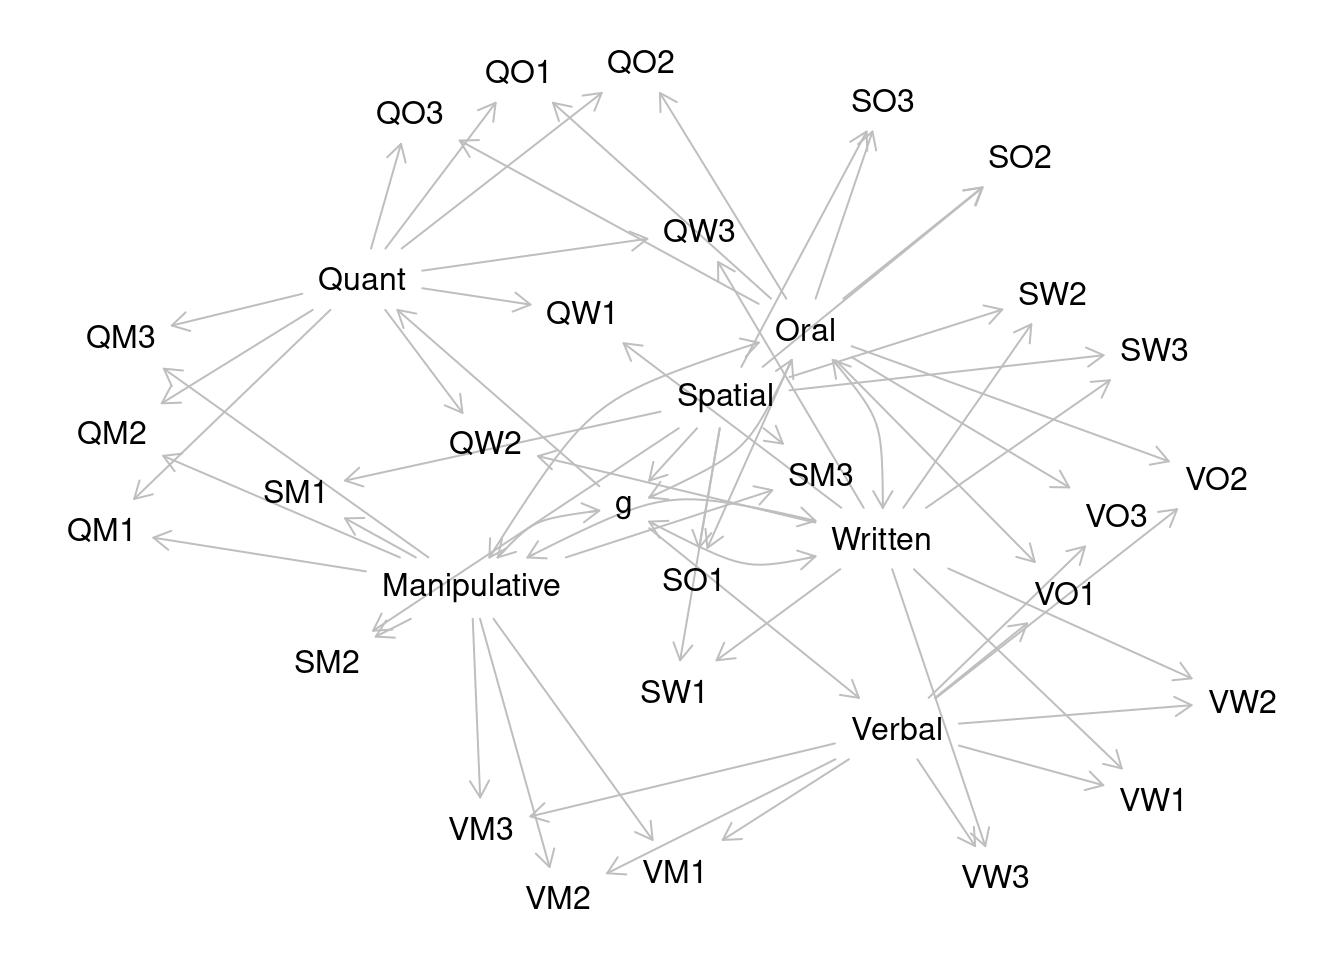 QO2
QO1
SO3
QO3
SO2
QW3
Quant
SW2
QW1
Oral
QM3
SW3
Spatial
QM2
QW2
SM3
VO2
SM1
g
VO3
QM1
Written
SO1
Manipulative
VO1
SM2
SW1
VW2
Verbal
VW1
VM3
VM1
VW3
VM2